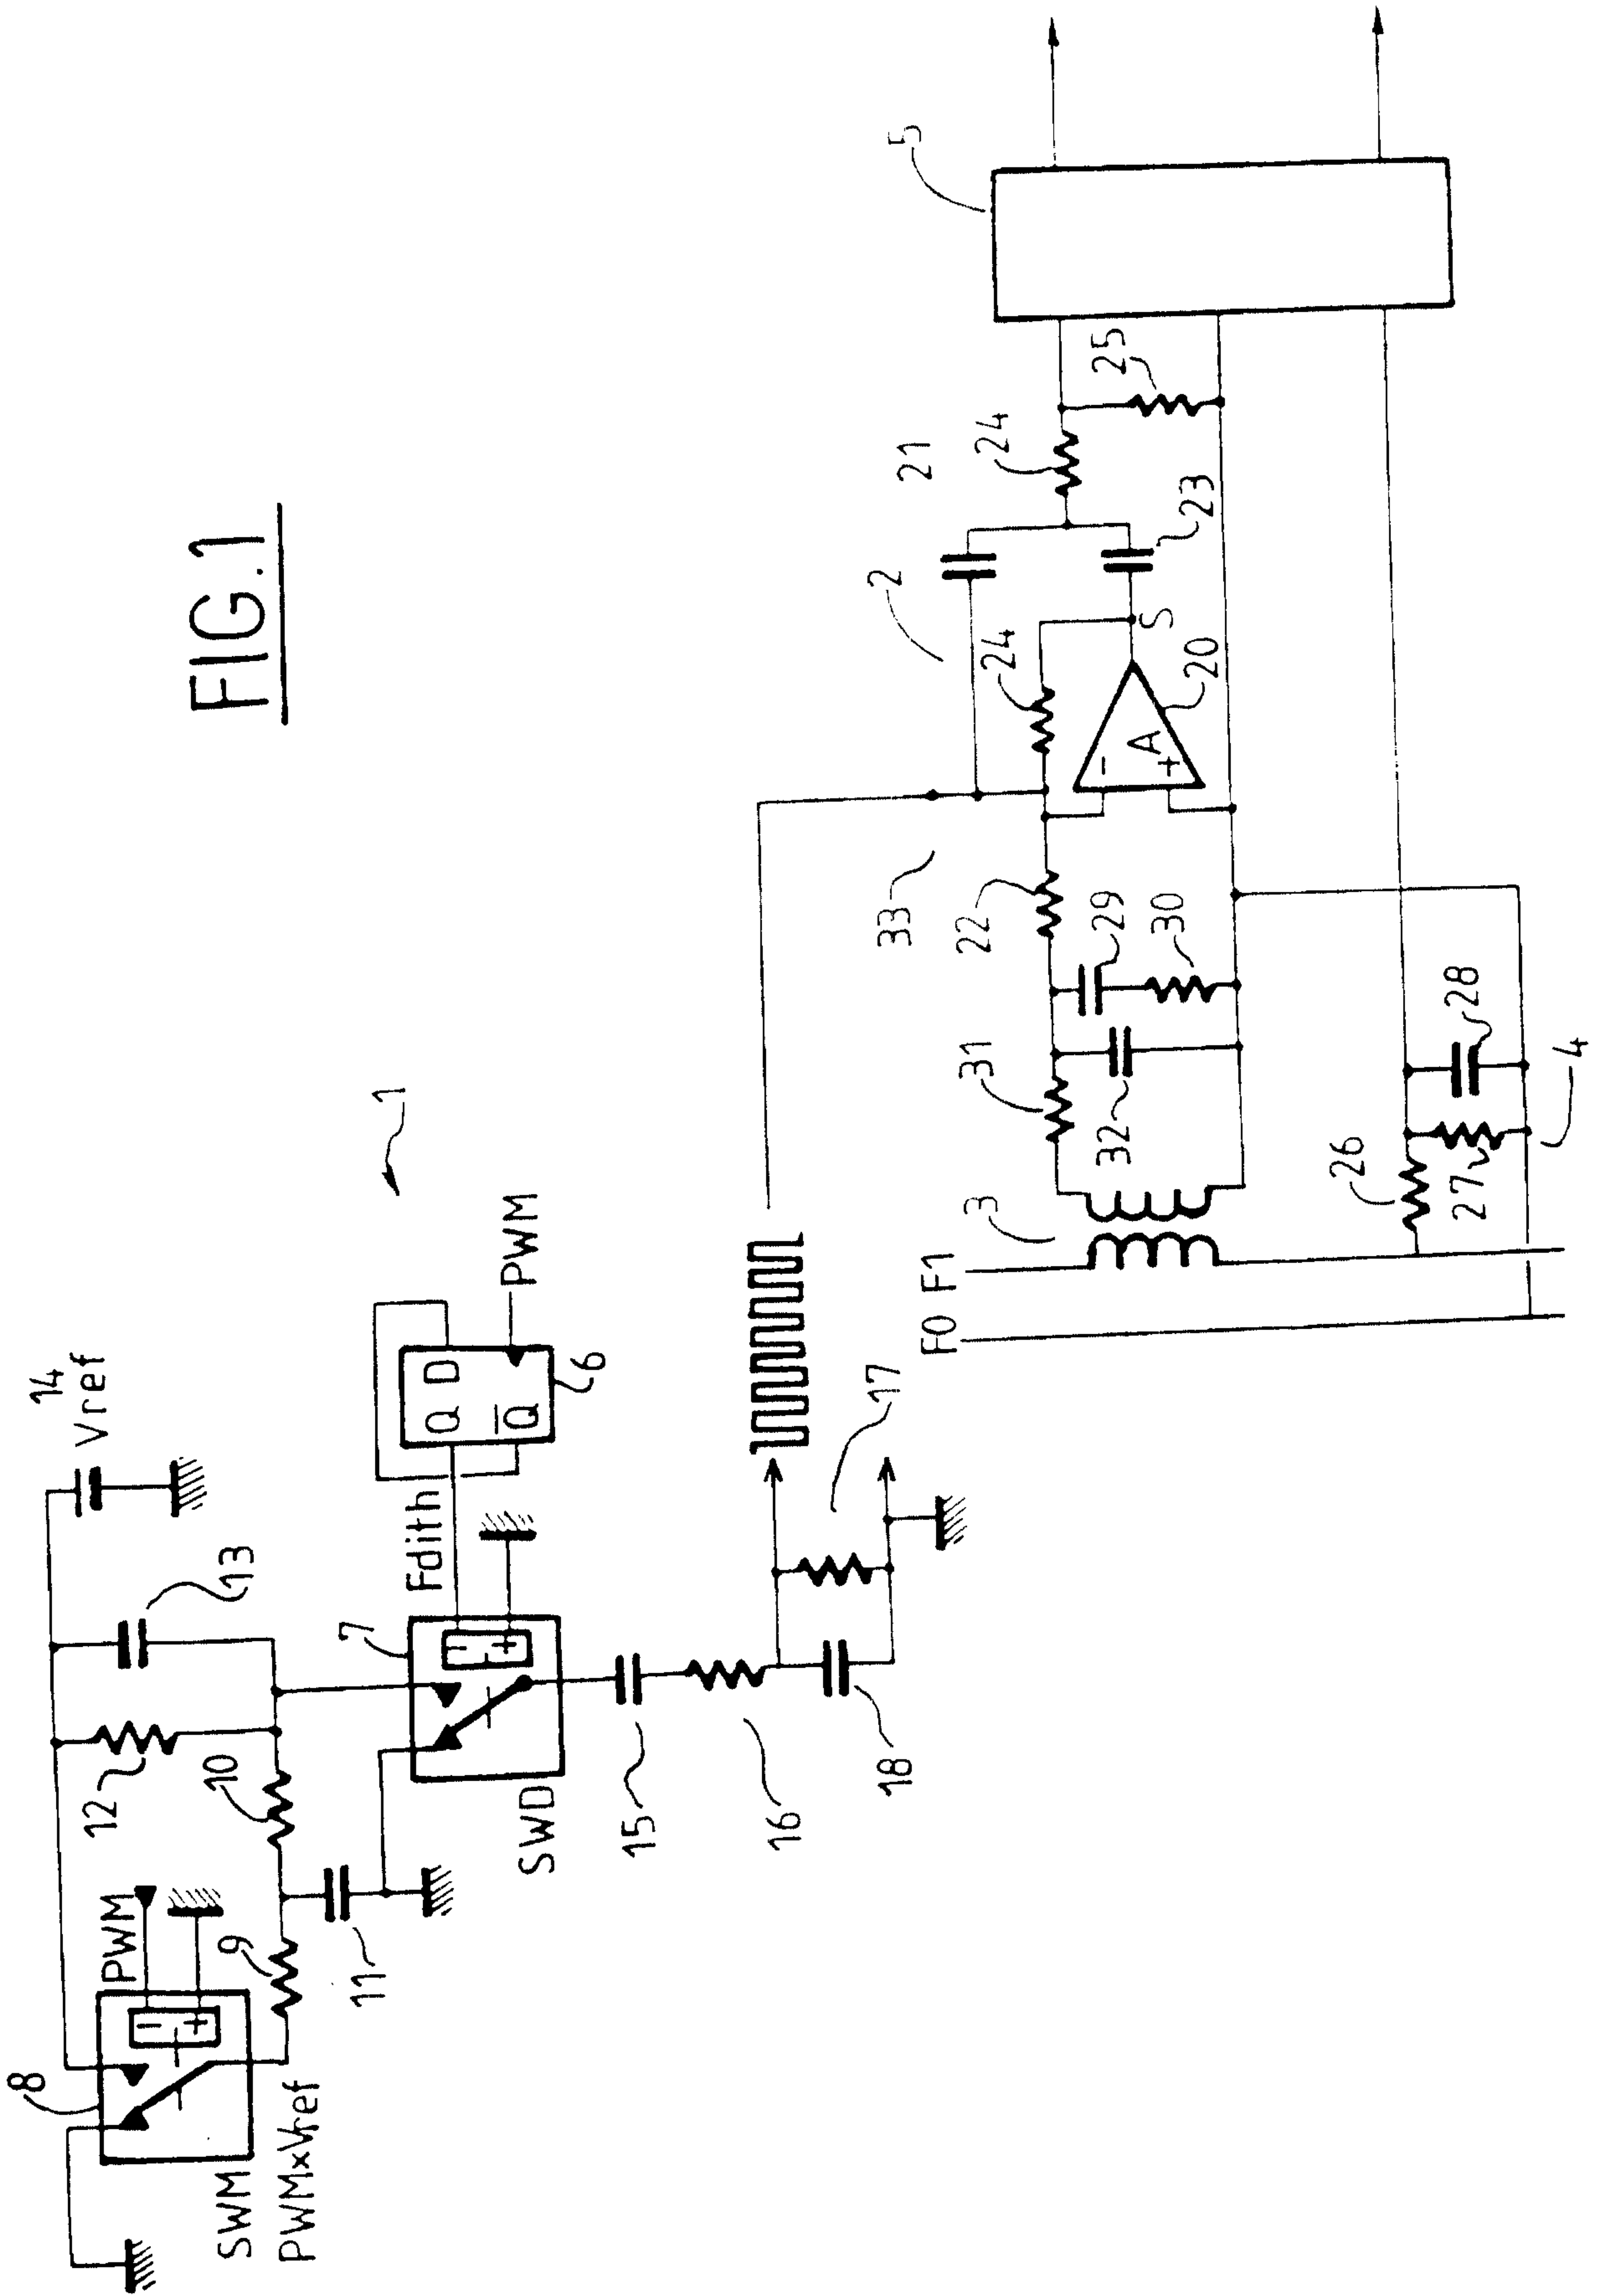 FIG.1
8
PWM
SWM
PWMxVref
9
10
11
12
13
14
Vref
7
SWD
Fdith
Q D
Q̅
6
PWM
1
15
16
17
18
2
21
24
24
23
S
A
-
+
20
25
5
33
22
29
30
31
32
3
F0 F1
26
27
28
4
- +
- +